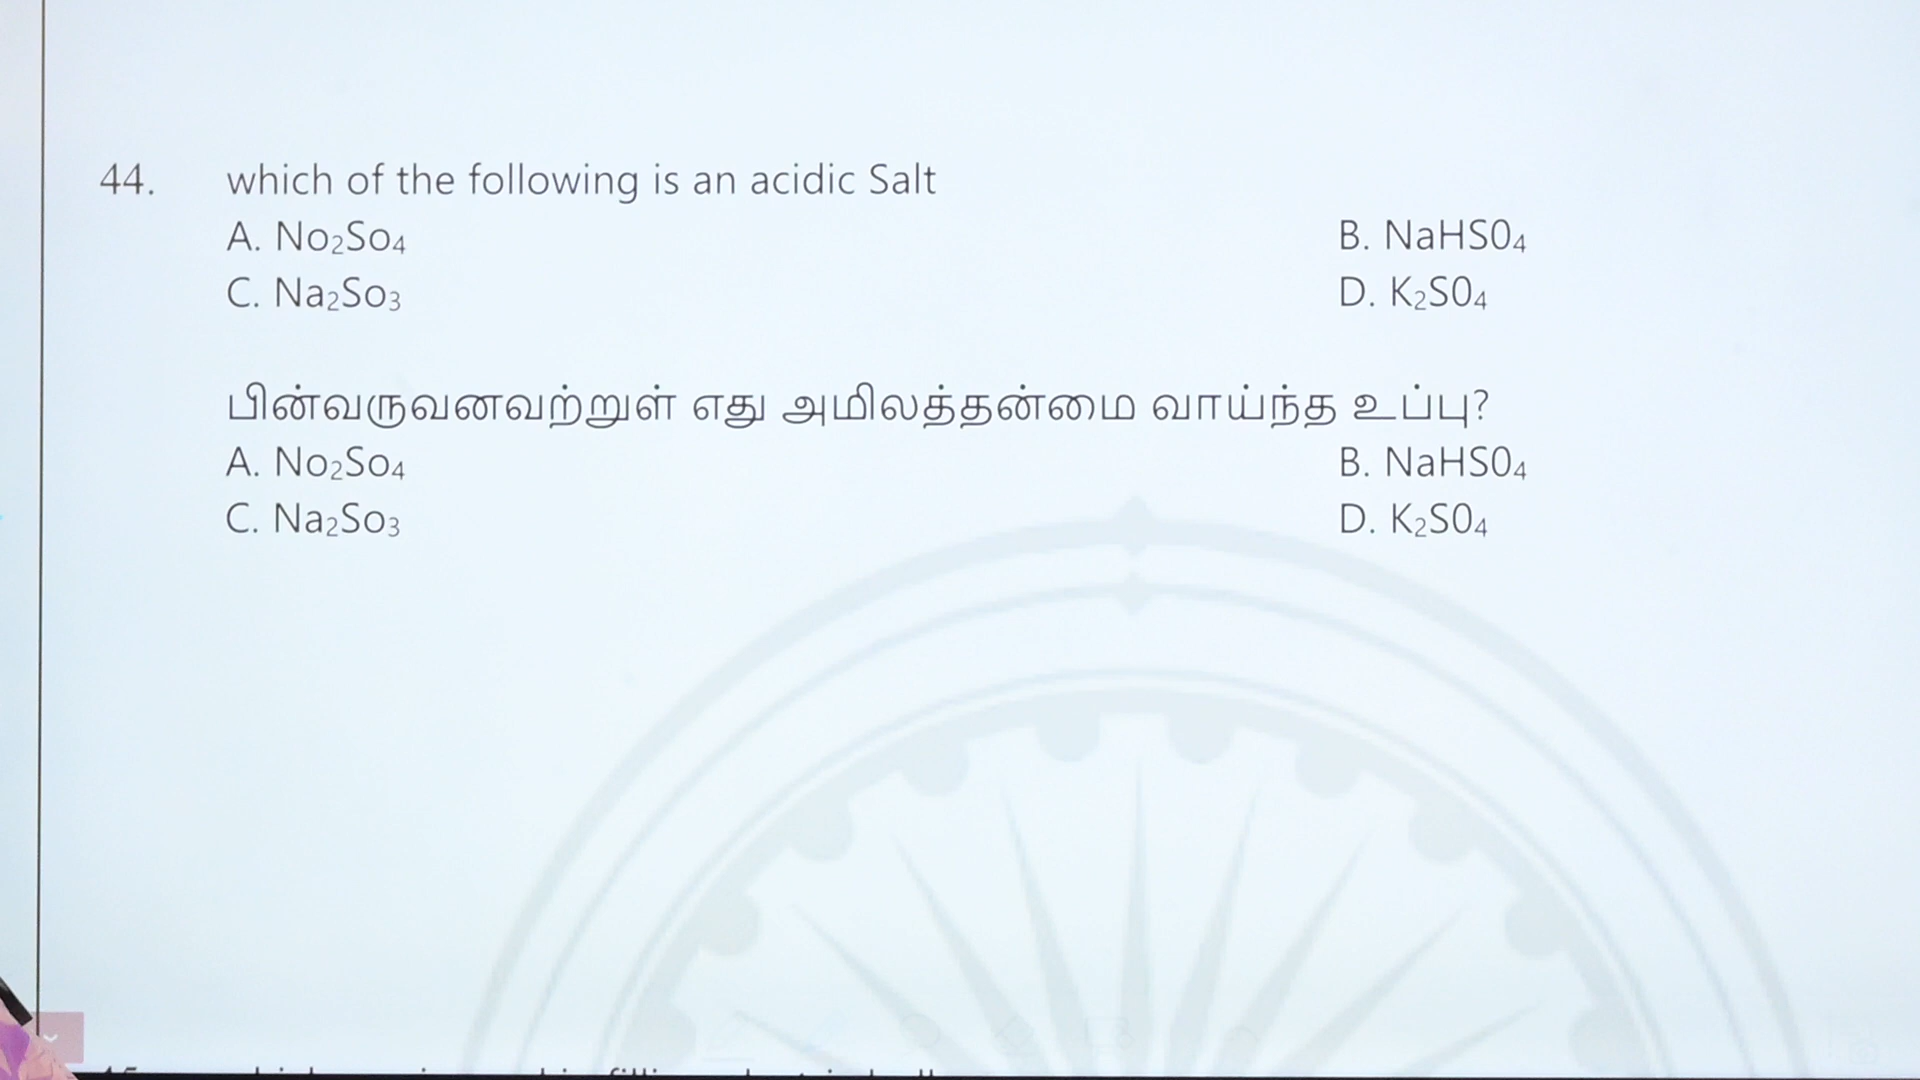 44. which of the following is an acidic Salt
A. No₂So₄ B. NaHS0₄
C. Na₂So₃ D. K₂S0₄
பின்வருவனவற்றுள் எது அமிலத்தன்மை வாய்ந்த உப்பு?
A. No₂So₄ B. NaHS0₄
C. Na₂So₃ D. K₂S0₄